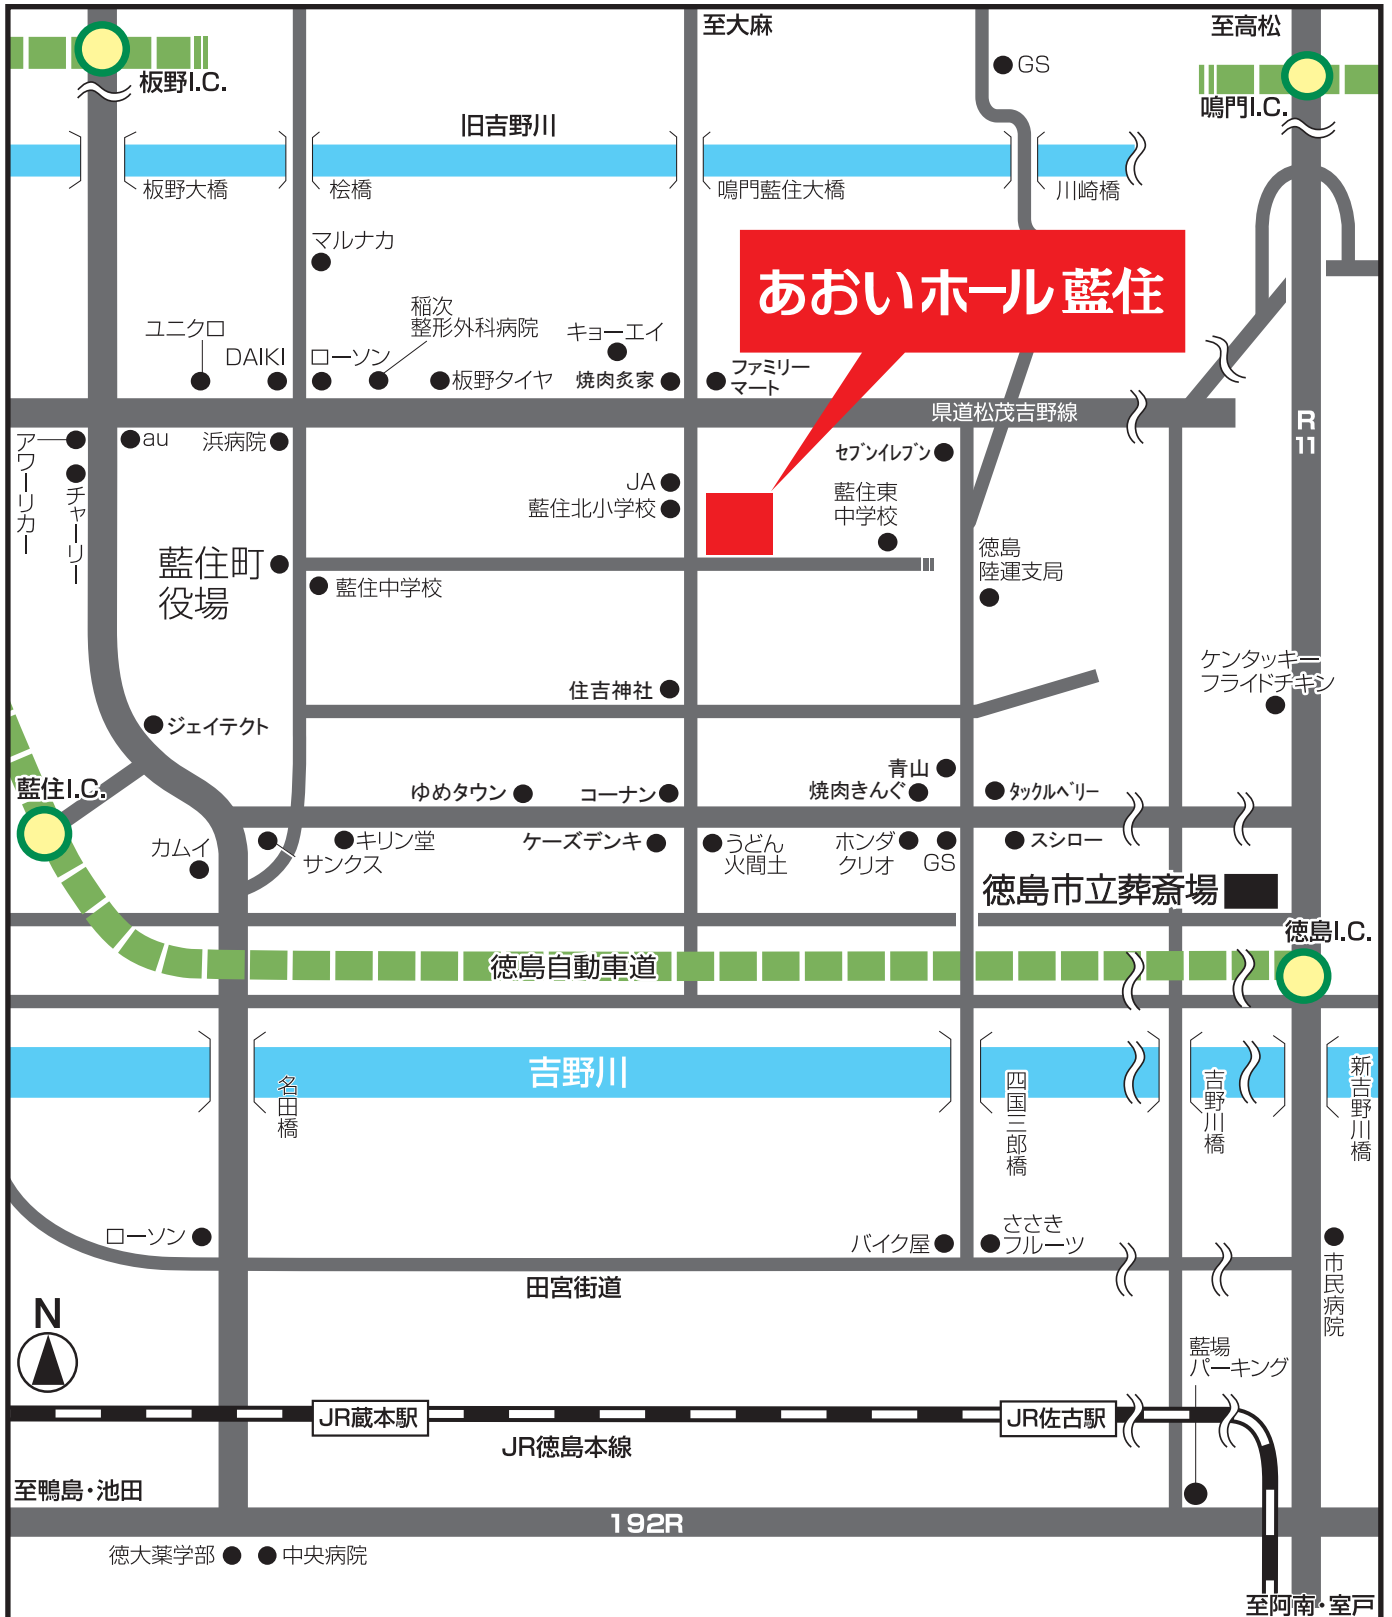 至大麻
至高松
GS
板野I.C.
鳴門I.C.
旧吉野川
板野大橋
桧橋
鳴門藍住大橋
川崎橋
マルナカ
あおいホール藍住
稲次
整形外科病院
ユニクロ
キョーエイ
DAIKI
ローソン
板野タイヤ
焼肉炙家
ファミリー
マート
県道松茂吉野線
R
11
アワーリカー
au
浜病院
チャーリー
セブンイレブン
JA
藍住北小学校
藍住東
中学校
藍住町
役場
藍住中学校
徳島
陸運支局
ケンタッキー
フライドチキン
住吉神社
ジェイテクト
藍住I.C.
ゆめタウン
コーナン
青山
焼肉きんぐ
タックルベリー
カムイ
サンクス
キリン堂
ケーズデンキ
うどん
火間土
ホンダ
クリオ
GS
スシロー
徳島市立葬斎場
徳島I.C.
徳島自動車道
吉野川
名田橋
四国三郎橋
吉野川橋
新吉野川橋
ローソン
バイク屋
ささき
フルーツ
田宮街道
市民病院
N
藍場
パーキング
JR蔵本駅
JR佐古駅
JR徳島本線
至鴨島・池田
192R
徳大薬学部
中央病院
至阿南・室戸